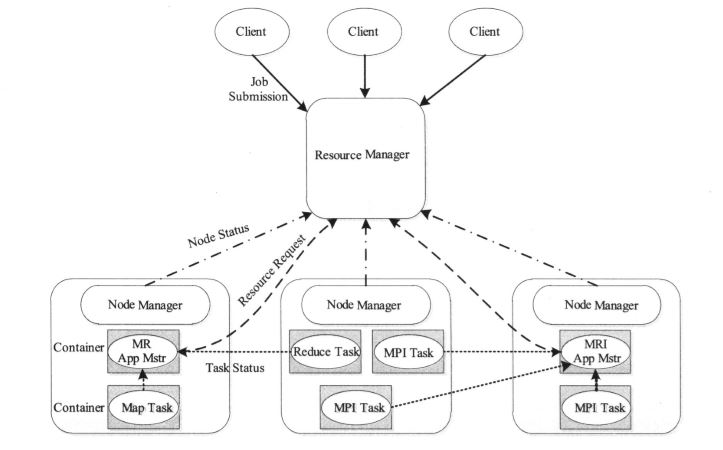 Client
Client
Client
Job
Submission
Resource Manager
Node Status
Resource Request
Node Manager
Node Manager
Node Manager
Container
MR
App Mstr
Reduce Task
MPI Task
MRI
App Mstr
Task Status
Container
Map Task
MPI Task
MPI Task